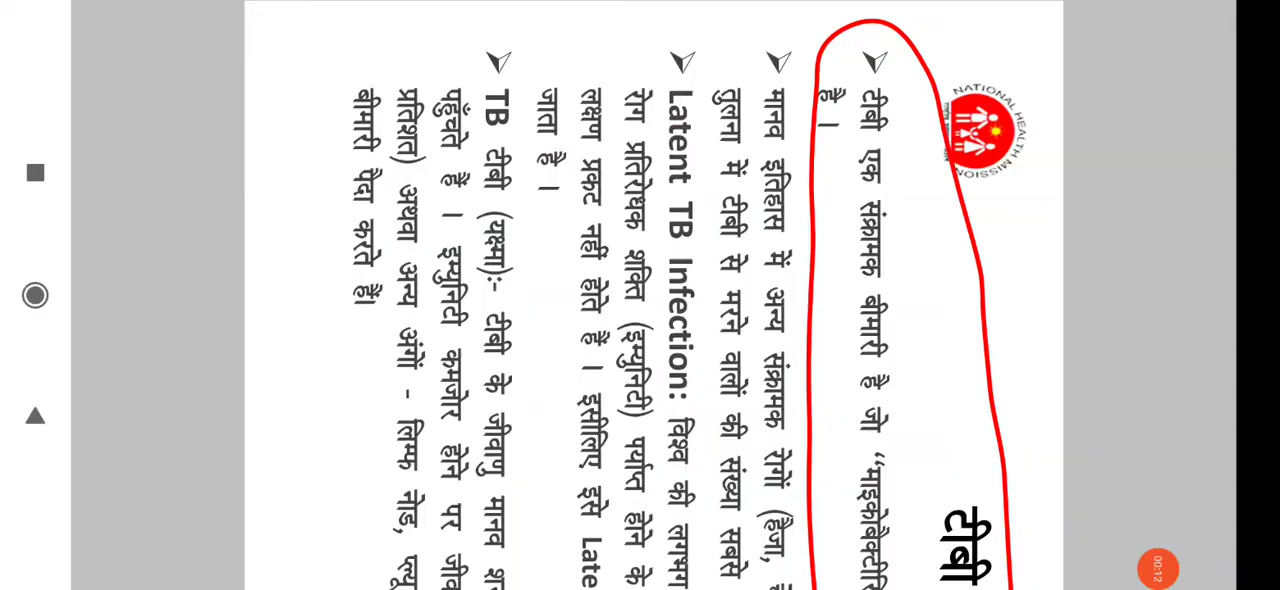 NATIONAL HEALTH MISSION
टीबी
➢ टीबी एक संक्रामक बीमारी है जो “माइकोबैक्टीरि
है ।
➢ मानव इतिहास में अन्य संक्रामक रोगों (हैजा,
तुलना में टीबी से मरने वालों की संख्या सबसे
➢ Latent TB Infection: विश्व की लगभग
रोग प्रतिरोधक शक्ति (इम्युनिटी) पर्याप्त होने के
लक्षण प्रकट नही होते है । इसीलिए इसे Late
जाता है ।
➢ TB टीबी (यक्ष्मा):- टीबी के जीवाणु मानव
पहुँचते हैं । इम्युनिटी कमजोर होने पर
प्रतिशत) अथवा अन्य अंगों - लिम्फ नोड,
बीमारी पैदा करते हैं।
00:12